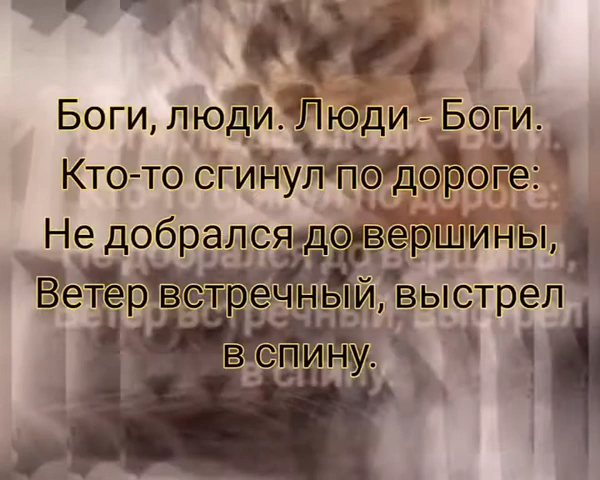 Боги, люди. Люди - Боги.
Кто-то сгинул по дороге:
Не добрался до вершины,
Ветер встречный, выстрел
в спину.